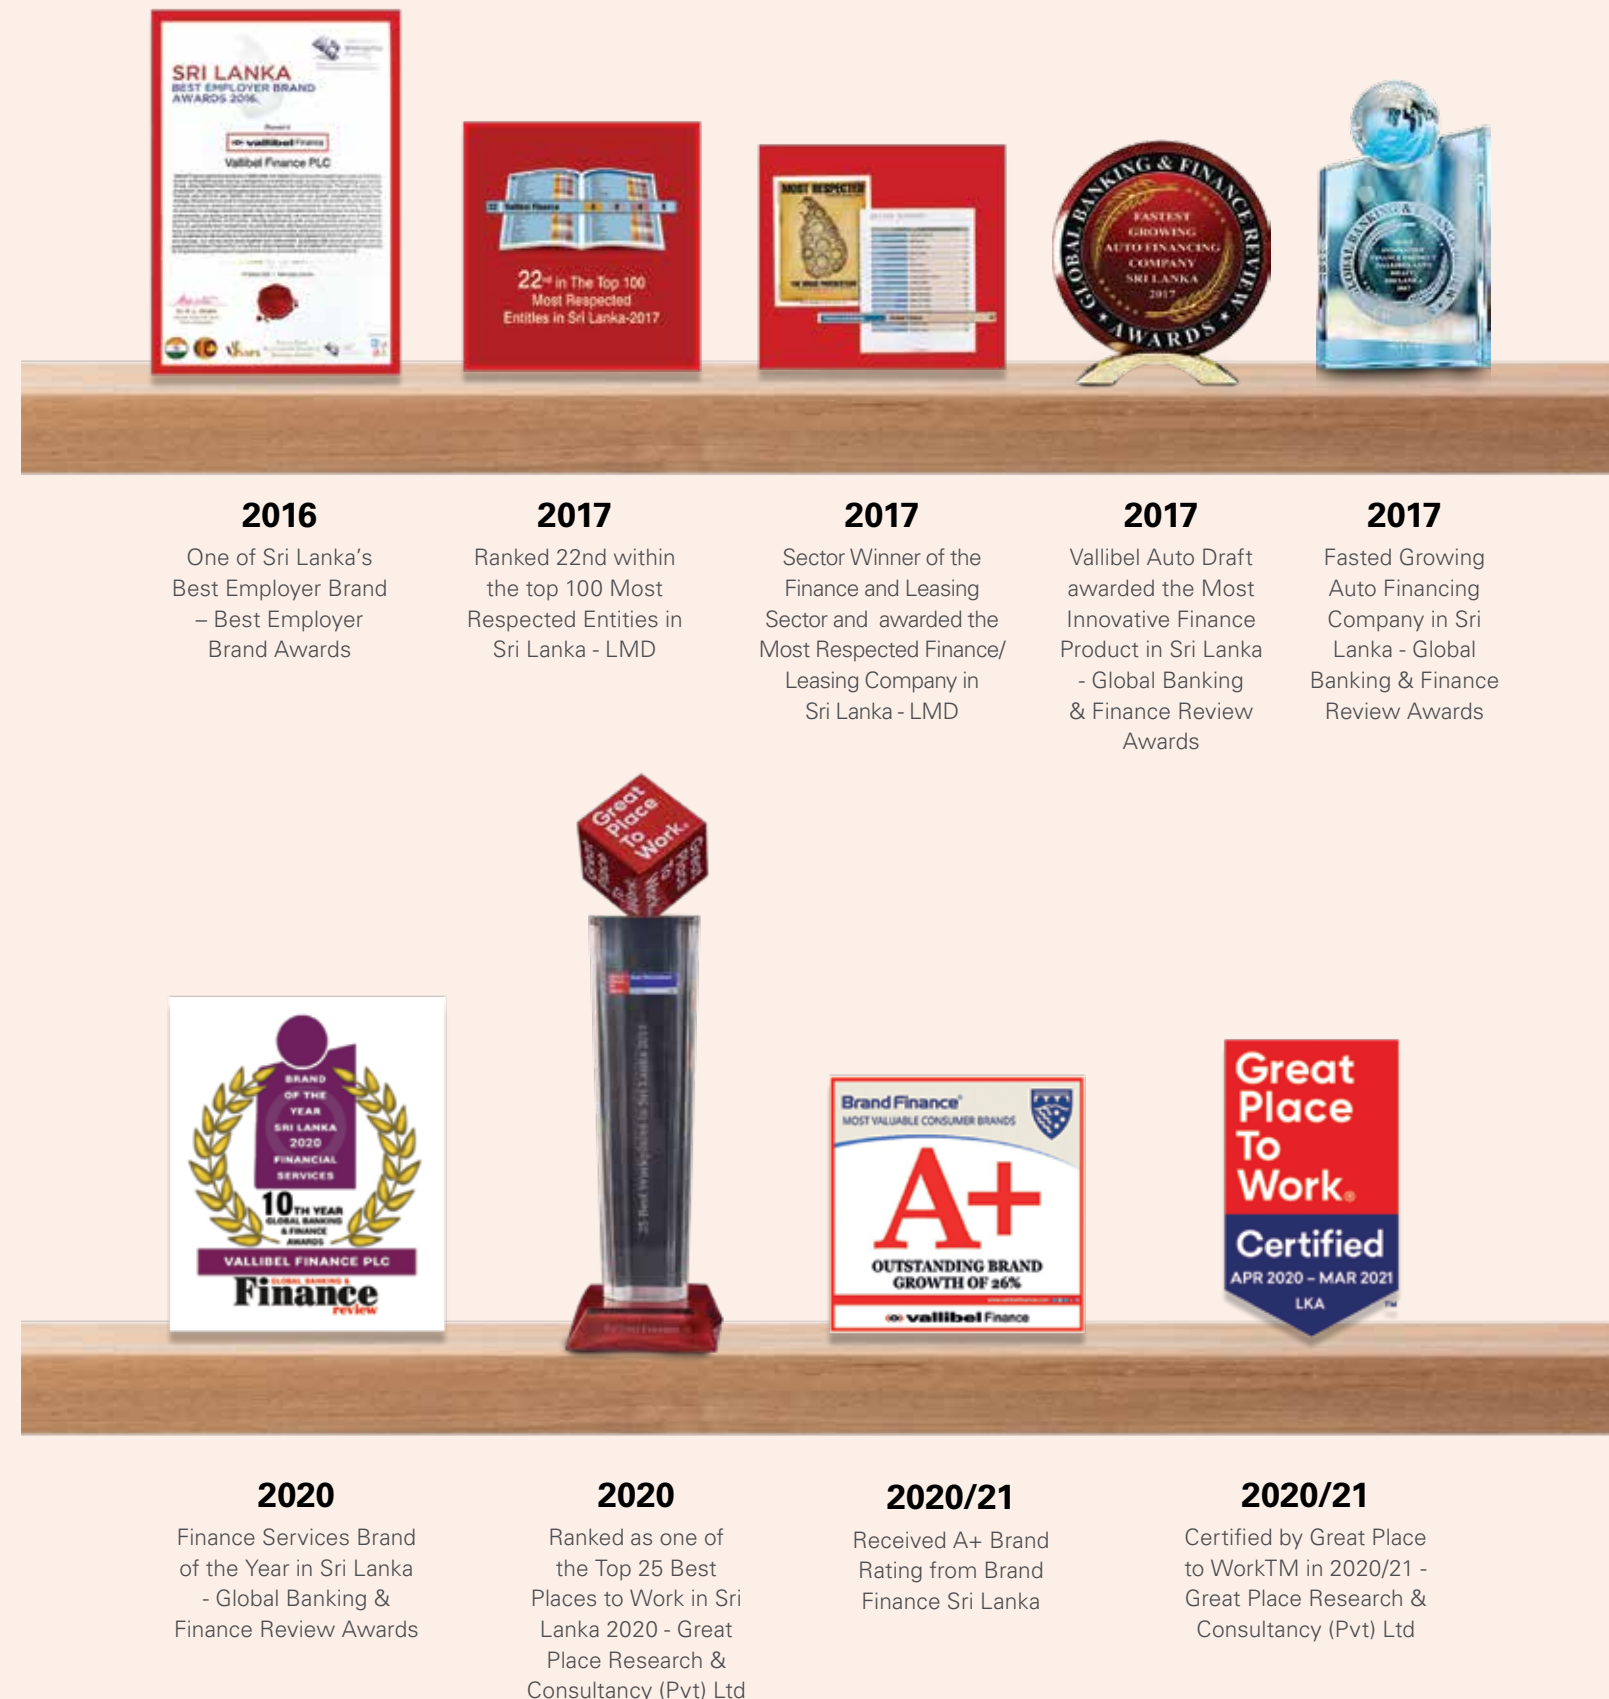 SRI LANKA
BEST EMPLOYER BRAND
AWARDS 2016
vallibel Finance
Vallibel Finance PLC
22 Vallibel Finance
22nd in The Top 100
Most Respected
Entities in Sri Lanka-2017
MOST RESPECTED
GLOBAL BANKING & FINANCE REVIEW
FASTEST
GROWING
AUTO FINANCING
COMPANY
SRI LANKA
2017
AWARDS
2016
One of Sri Lanka's
Best Employer Brand
– Best Employer
Brand Awards
2017
Ranked 22nd within
the top 100 Most
Respected Entities in
Sri Lanka - LMD
2017
Sector Winner of the
Finance and Leasing
Sector and awarded the
Most Respected Finance/
Leasing Company in
Sri Lanka - LMD
2017
Vallibel Auto Draft
awarded the Most
Innovative Finance
Product in Sri Lanka
- Global Banking
& Finance Review
Awards
2017
Fasted Growing
Auto Financing
Company in Sri
Lanka - Global
Banking & Finance
Review Awards
BRAND
OF THE
YEAR
SRI LANKA
2020
FINANCIAL
SERVICES
10TH YEAR
GLOBAL BANKING
& FINANCE
AWARDS
VALLIBEL FINANCE PLC
GLOBAL BANKING &
Finance
review
Great
Place
To
Work.
Brand Finance®
MOST VALUABLE CONSUMER BRANDS
A+
OUTSTANDING BRAND
GROWTH OF 26%
vallibel Finance
Great
Place
To
Work®
Certified
APR 2020 – MAR 2021
LKA
TM
2020
Finance Services Brand
of the Year in Sri Lanka
- Global Banking &
Finance Review Awards
2020
Ranked as one of
the Top 25 Best
Places to Work in Sri
Lanka 2020 - Great
Place Research &
Consultancy (Pvt) Ltd
2020/21
Received A+ Brand
Rating from Brand
Finance Sri Lanka
2020/21
Certified by Great Place
to WorkTM in 2020/21 -
Great Place Research &
Consultancy (Pvt) Ltd